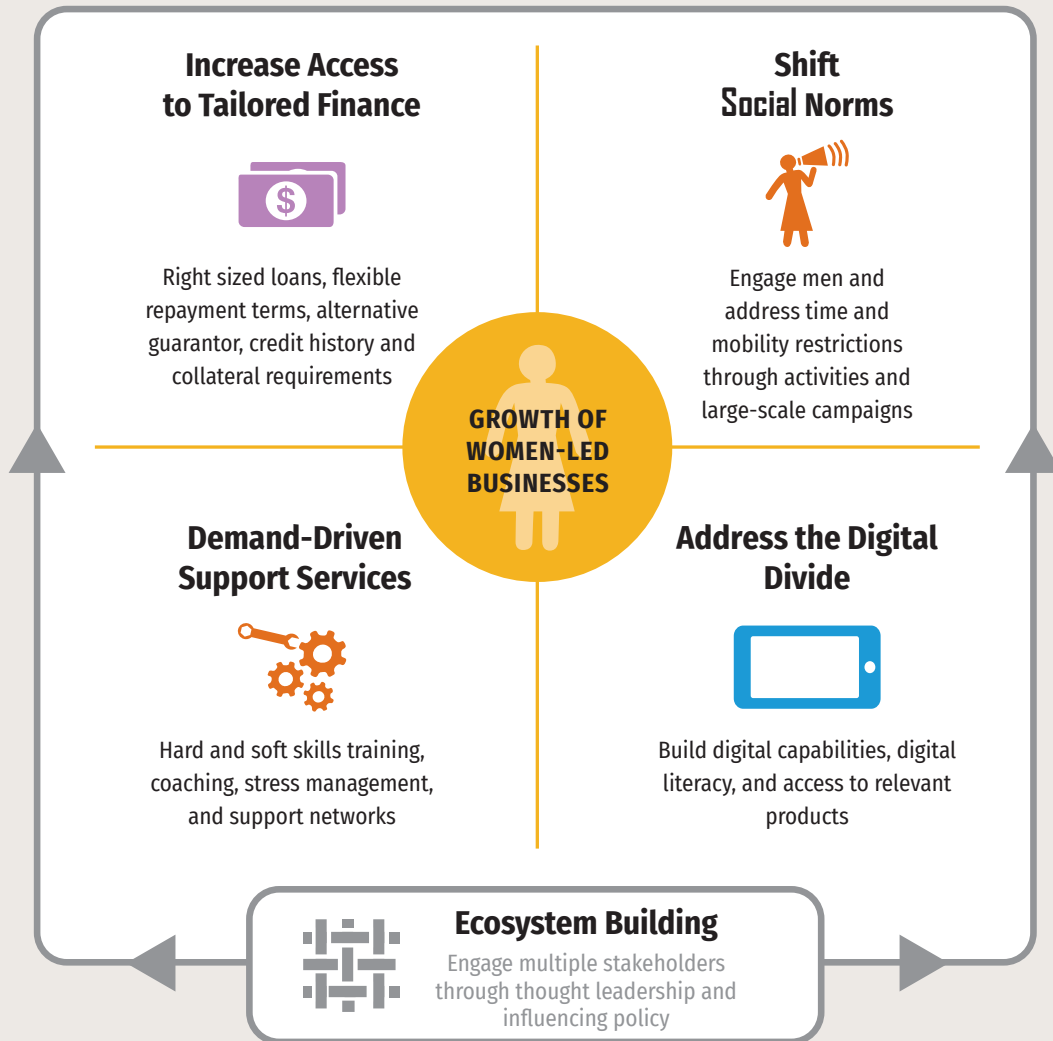 Increase Access
to Tailored Finance
$
Right sized loans, flexible
repayment terms, alternative
guarantor, credit history and
collateral requirements
Shift
Social Norms
Engage men and
address time and
mobility restrictions
through activities and
large-scale campaigns
GROWTH OF
WOMEN-LED
BUSINESSES
Demand-Driven
Support Services
Hard and soft skills training,
coaching, stress management,
and support networks
Address the Digital
Divide
Build digital capabilities, digital
literacy, and access to relevant
products
Ecosystem Building
Engage multiple stakeholders
through thought leadership and
influencing policy